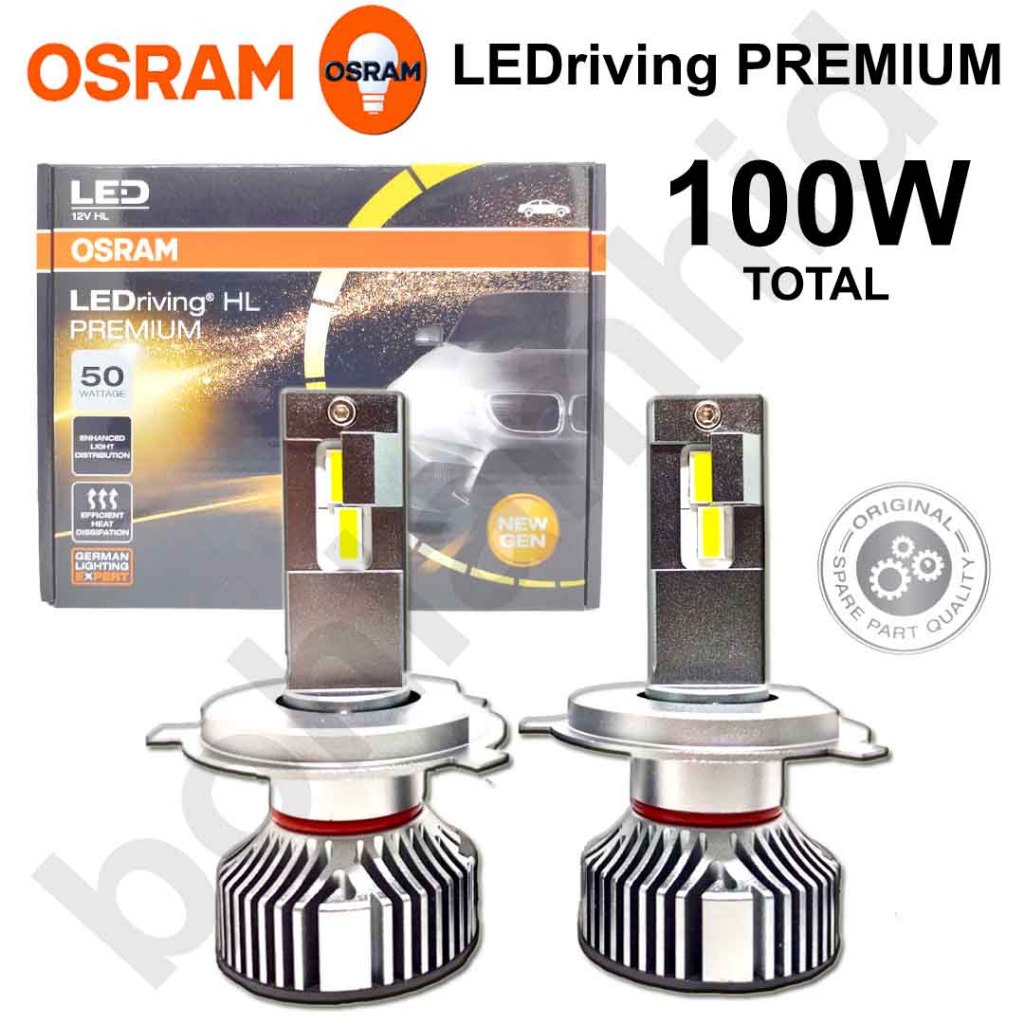 OSRAM
OSRAM
LEDriving PREMIUM
100W
TOTAL
LED
12V HL
OSRAM
LEDriving® HL
PREMIUM
50
WATTAGE
ENHANCED
LIGHT
DISTRIBUTION
EFFICIENT
HEAT
DISSIPATION
GERMAN
LIGHTING
EXPERT
NEW
GEN
ORIGINAL
SPARE PART QUALITY